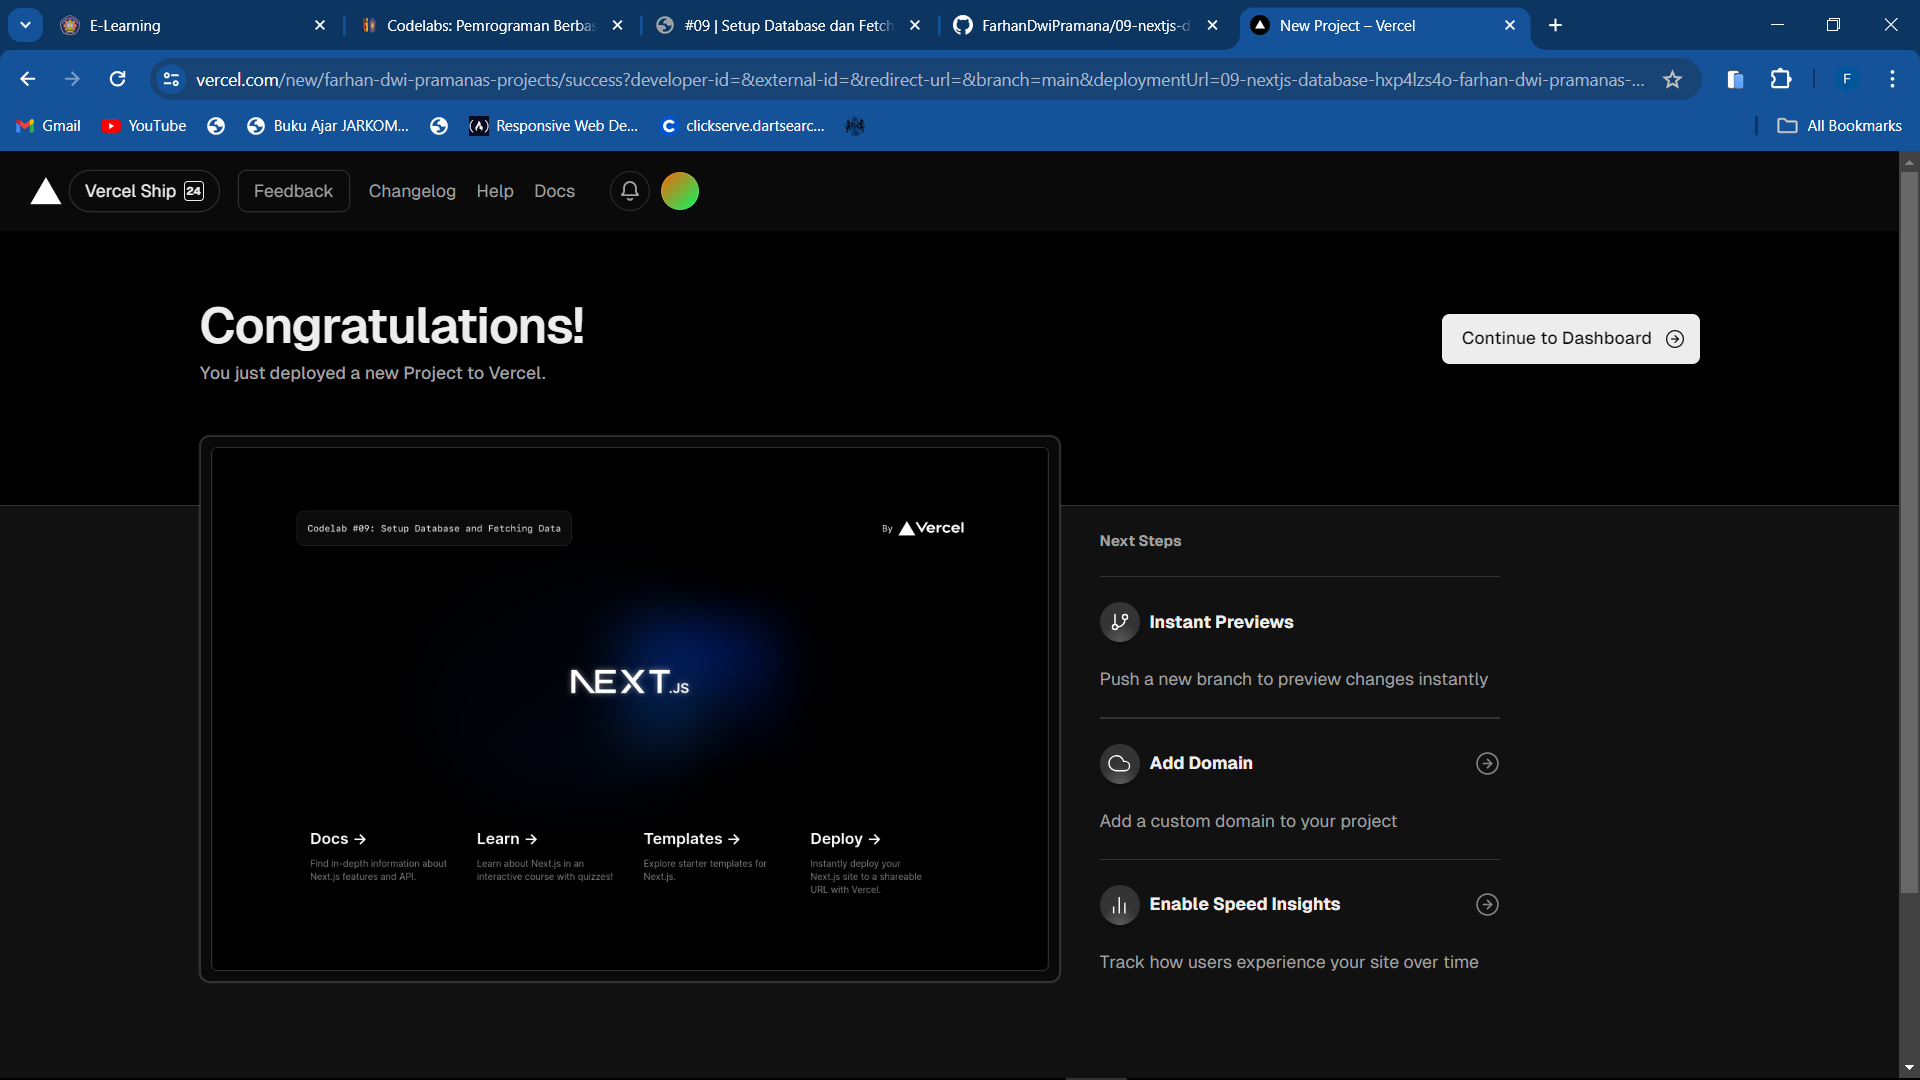 E-Learning
Codelabs: Pemrograman Berbas
#09 | Setup Database dan Fetch
FarhanDwiPramana/09-nextjs-d
New Project – Vercel
vercel.com/new/farhan-dwi-pramanas-projects/success?developer-id=&external-id=&redirect-url=&branch=main&deploymentUrl=09-nextjs-database-hxp4lzs4o-farhan-dwi-pramanas-...
F
Gmail
YouTube
Buku Ajar JARKOM...
Responsive Web De...
clickserve.dartsearc...
All Bookmarks
Vercel Ship 24
Feedback
Changelog
Help
Docs
Congratulations!
You just deployed a new Project to Vercel.
Continue to Dashboard
Codelab #09: Setup Database and Fetching Data
By Vercel
NEXT.JS
Docs ->
Find in-depth information about
Next.js features and API.
Learn ->
Learn about Next.js in an
interactive course with quizzes!
Templates ->
Explore starter templates for
Next.js.
Deploy ->
Instantly deploy your
Next.js site to a shareable
URL with Vercel.
Next Steps
Instant Previews
Push a new branch to preview changes instantly
Add Domain
Add a custom domain to your project
Enable Speed Insights
Track how users experience your site over time